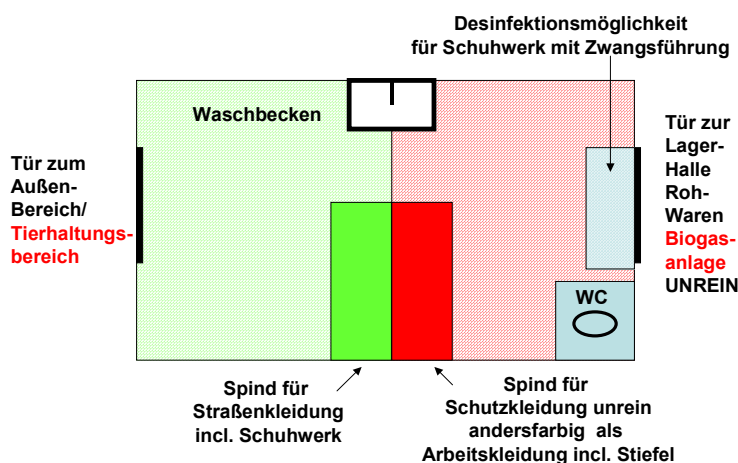 Desinfektionsmöglichkeit
für Schuhwerk mit Zwangsführung
Waschbecken
Tür zum
Außen-
Bereich/
Tierhaltungs-
bereich
Tür zur
Lager-
Halle
Roh-
Waren
Biogas-
anlage
UNREIN
WC
Spind für
Straßenkleidung
incl. Schuhwerk
Spind für
Schutzkleidung unrein
andersfarbig als
Arbeitskleidung incl. Stiefel